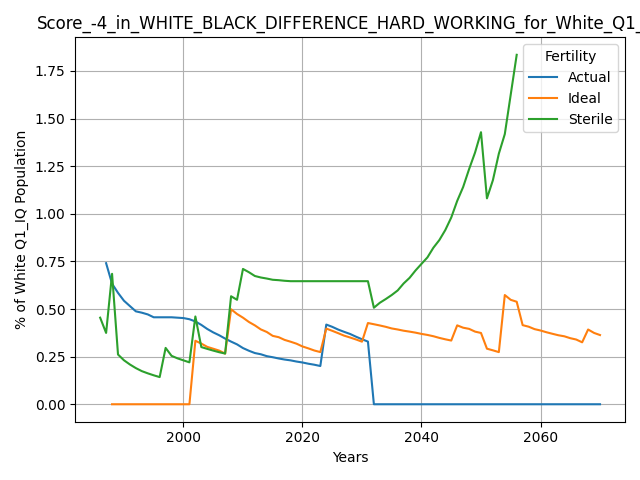 Score_-4_in_WHITE_BLACK_DIFFERENCE_HARD_WORKING_for_White_Q1_
Fertility
Actual
Ideal
Sterile
% of White Q1_IQ Population
1.75
1.50
1.25
1.00
0.75
0.50
0.25
0.00
2000
2020
2040
2060
Years